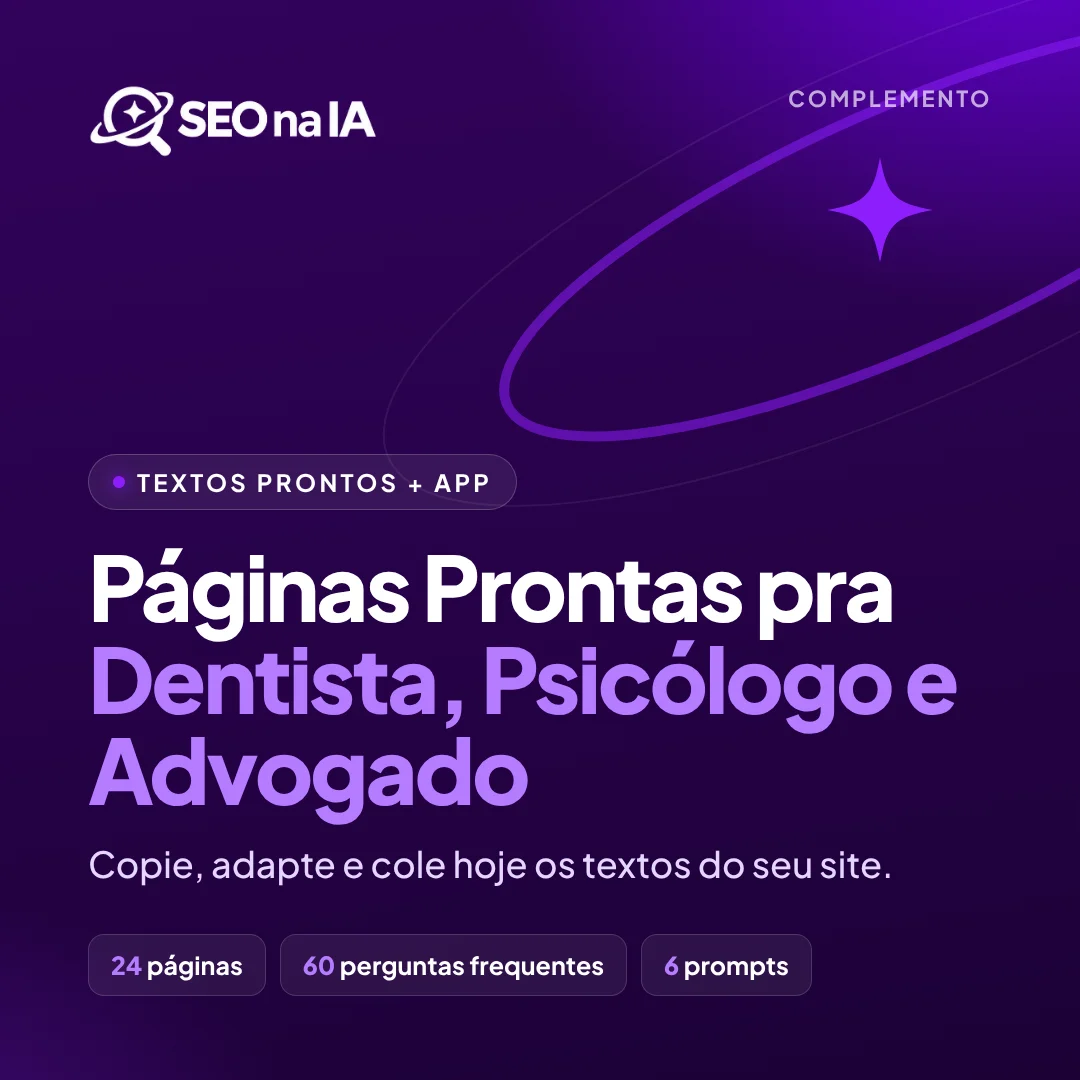 SEO na IA
COMPLEMENTO
TEXTOS PRONTOS + APP
Páginas Prontas pra
Dentista, Psicólogo e
Advogado
Copie, adapte e cole hoje os textos do seu site.
24 páginas
60 perguntas frequentes
6 prompts